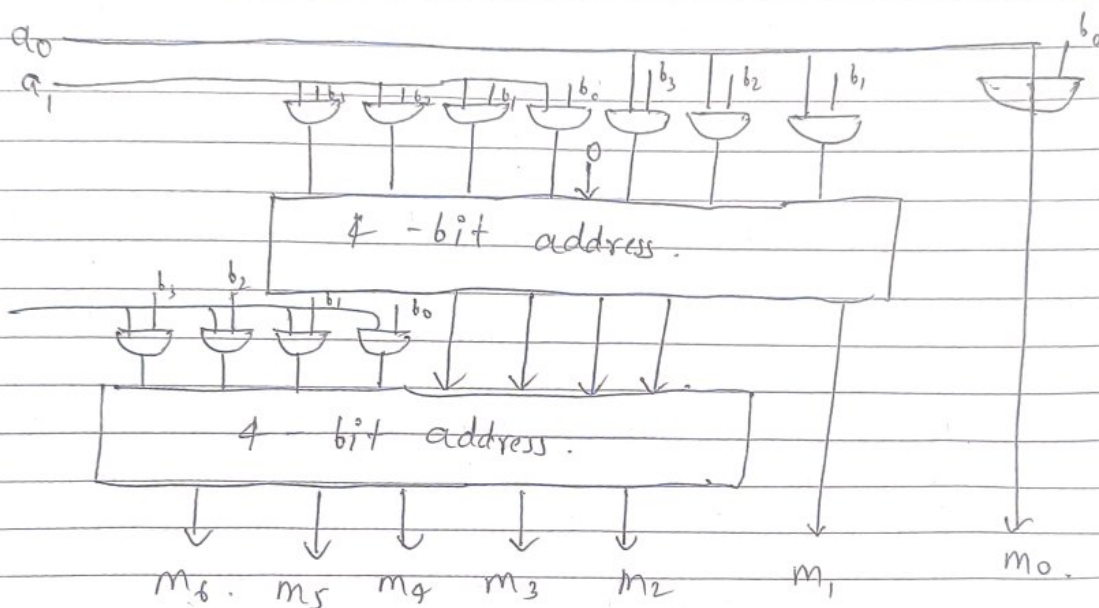 a0 b0
a1 b3 b2 b1 b0 b3 b2 b1
0
4 - bit address.
b3 b2 b1 b0
4 - bit address.
m6. m5 m4 m3 m2 m1 m0.